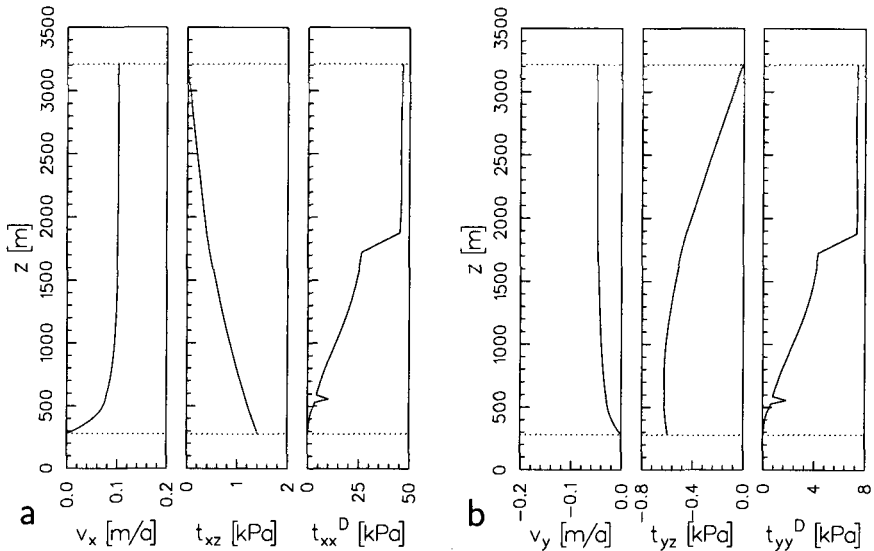 3500
3000
2500
2000
1500
1000
500
0
z [m]
0.0 0.1 0.2
v_x [m/a]
0 1 2
t_xz [kPa]
0 50
t_xx^D [kPa]
a
3500
3000
2500
2000
1500
1000
500
0
z [m]
-0.2 -0.1 0.0
v_y [m/a]
-0.8 -0.4 0.0
t_yz [kPa]
0 4 8
t_yy^D [kPa]
b